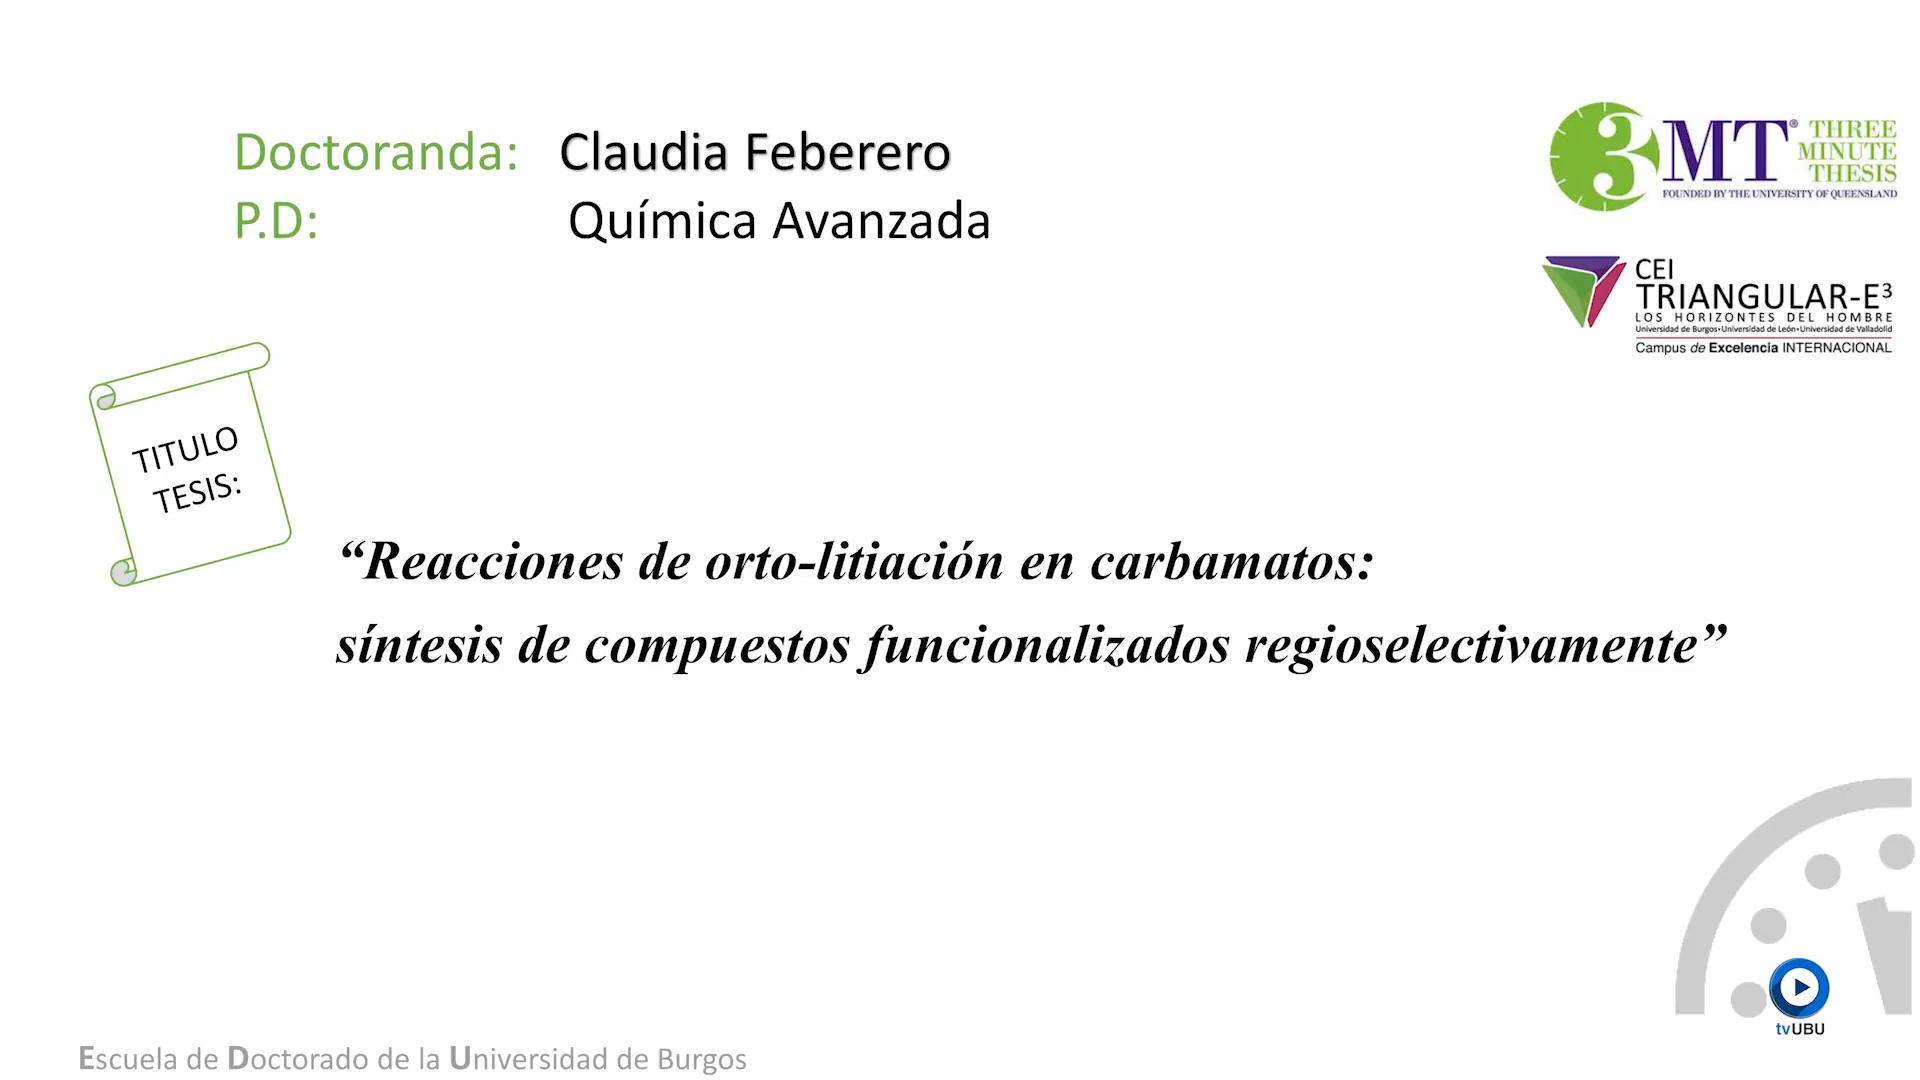 Doctoranda: Claudia Feberero
P.D: Química Avanzada
3MT® THREE
MINUTE
THESIS
FOUNDED BY THE UNIVERSITY OF QUEENSLAND
CEI
TRIANGULAR-E³
LOS HORIZONTES DEL HOMBRE
Universidad de Burgos•Universidad de León•Universidad de Valladolid
Campus de Excelencia INTERNACIONAL
TITULO
TESIS:
“Reacciones de orto-litiación en carbamatos:
síntesis de compuestos funcionalizados regioselectivamente”
tvUBU
Escuela de Doctorado de la Universidad de Burgos